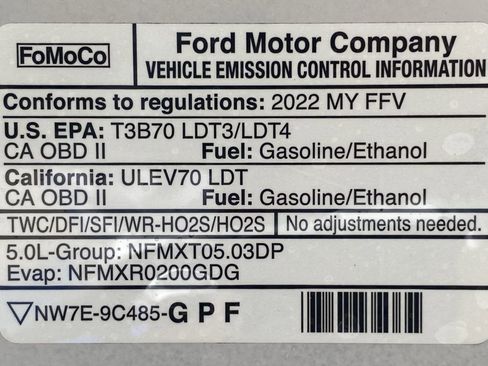 FoMoCo
Ford Motor Company
VEHICLE EMISSION CONTROL INFORMATION
Conforms to regulations: 2022 MY FFV
U.S. EPA: T3B70 LDT3/LDT4
CA OBD II Fuel: Gasoline/Ethanol
California: ULEV70 LDT
CA OBD II Fuel: Gasoline/Ethanol
TWC/DFI/SFI/WR-HO2S/HO2S No adjustments needed.
5.0L-Group: NFMXT05.03DP
Evap: NFMXR0200GDG
NW7E-9C485-G P F